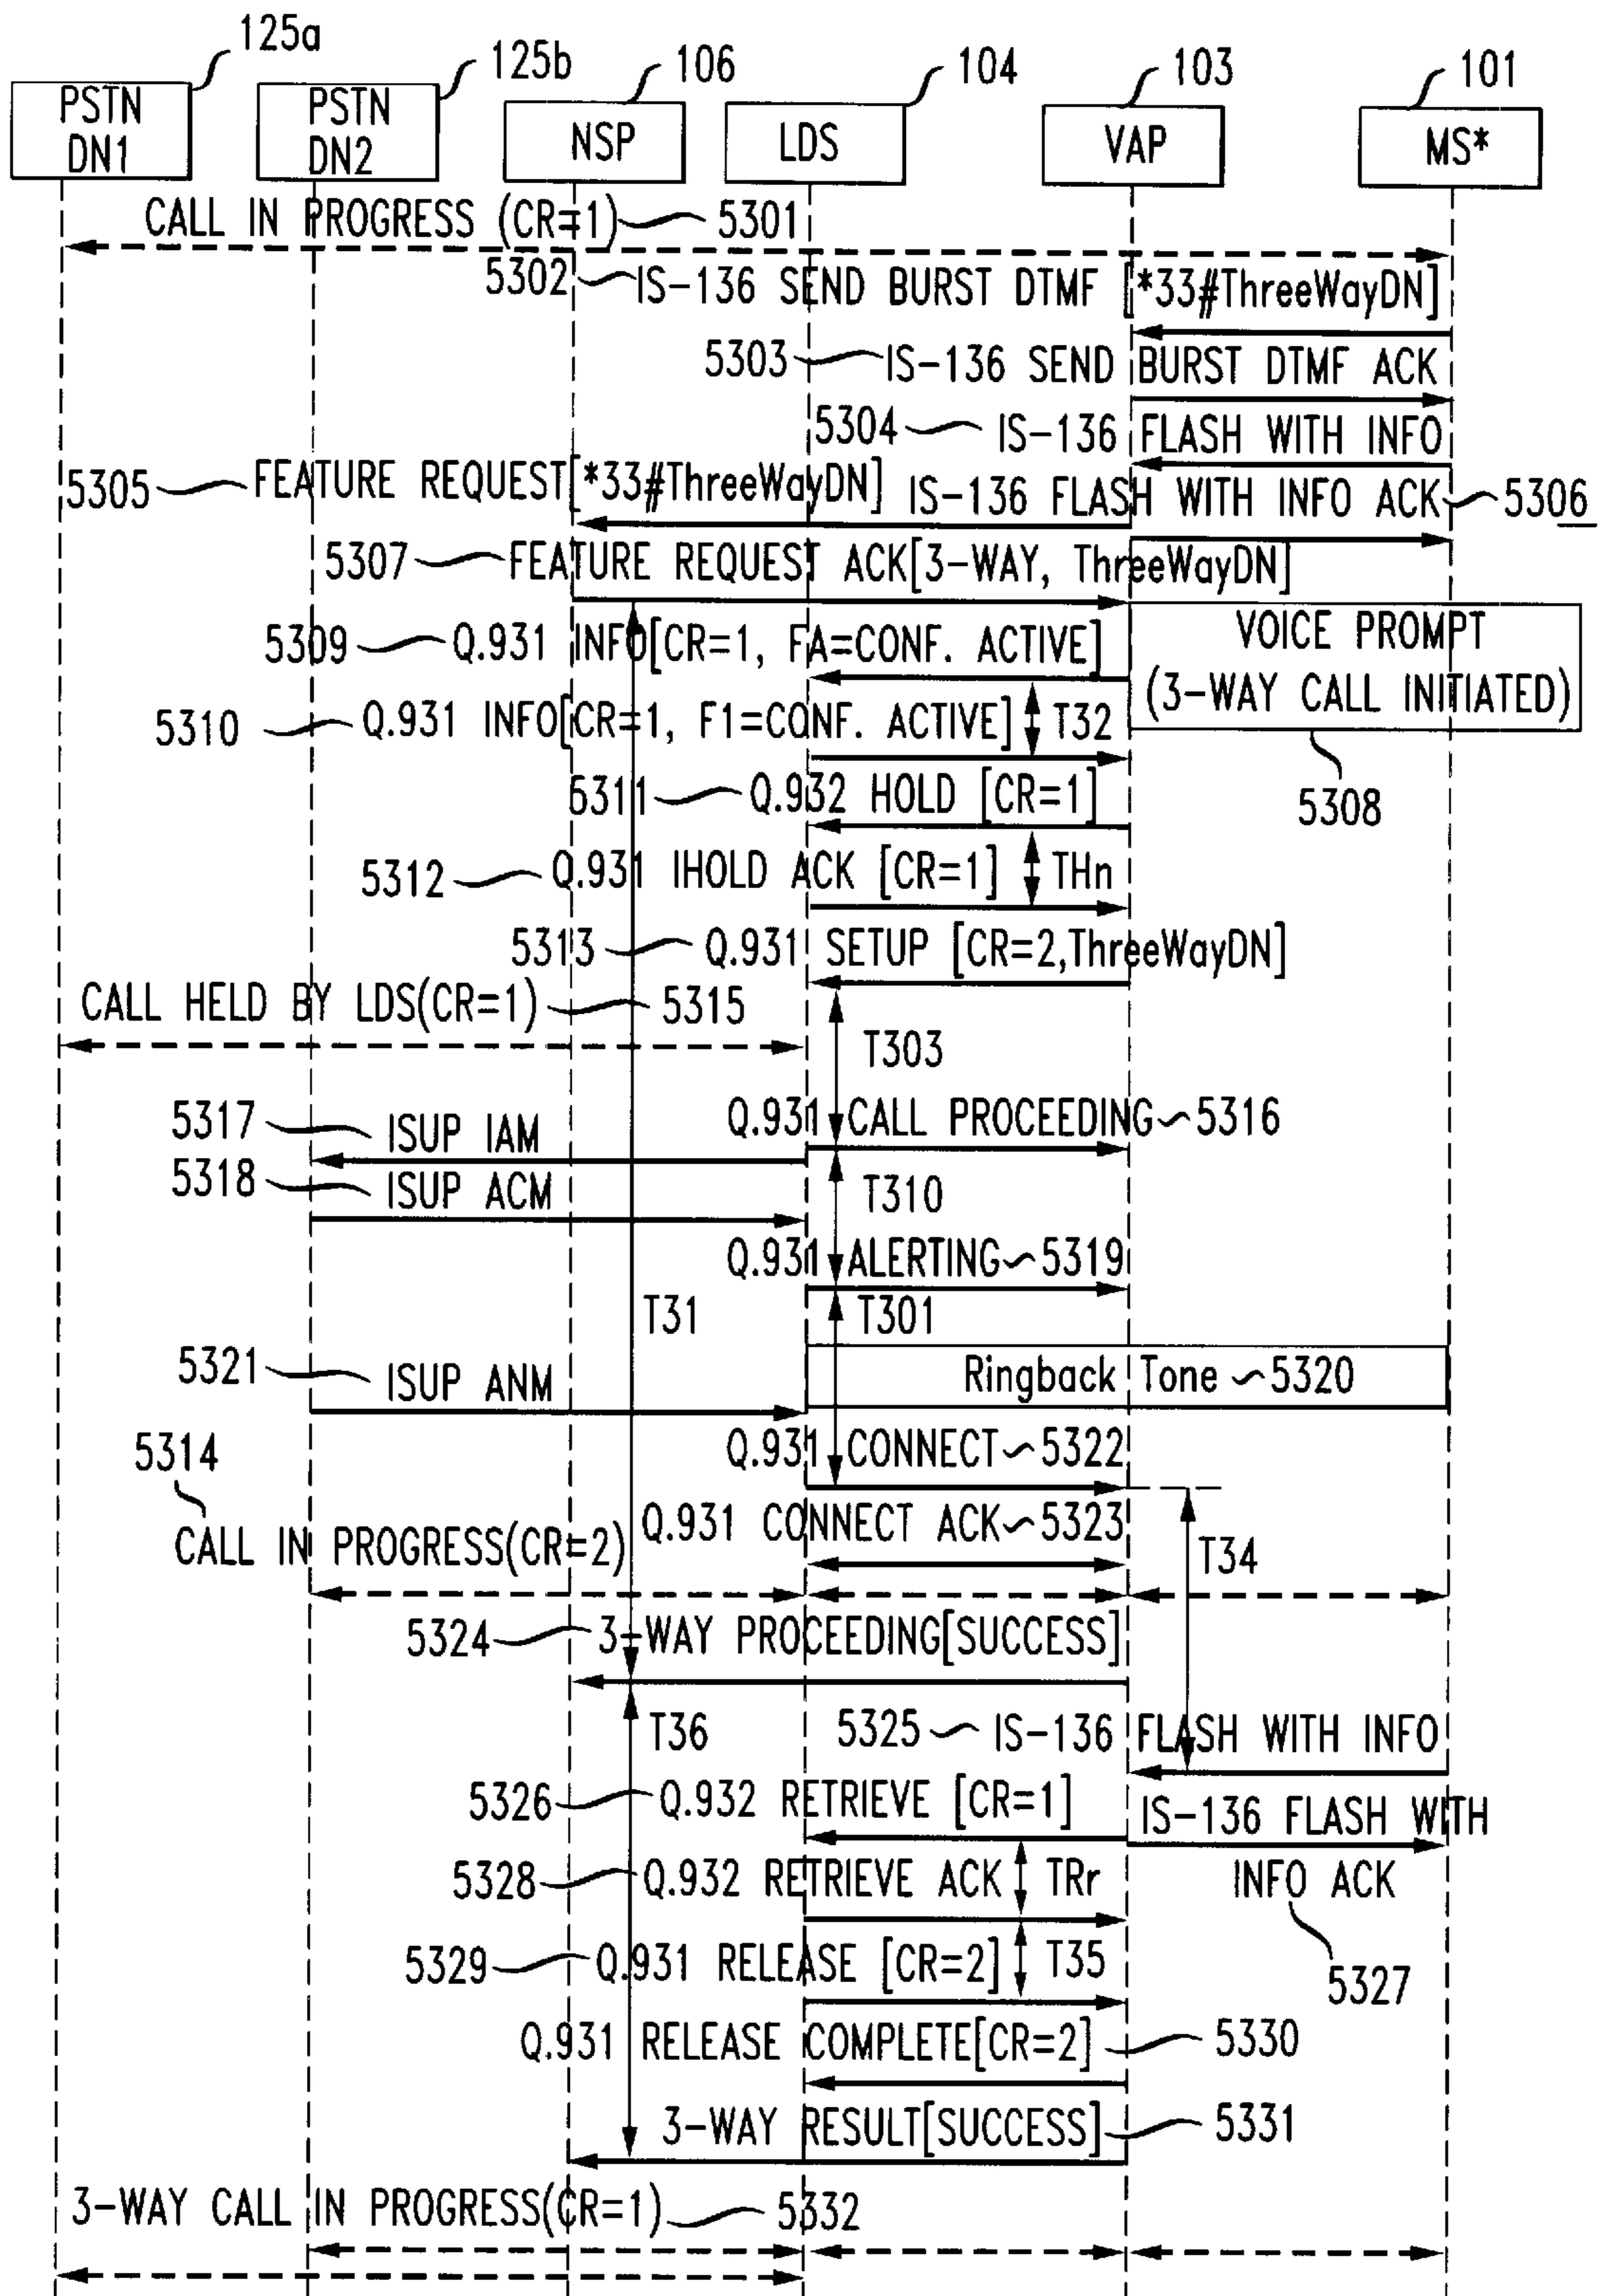 125a
125b
106
104
103
101
PSTN
DN1
PSTN
DN2
NSP
LDS
VAP
MS*
CALL IN PROGRESS (CR=1) 5301
5302 IS-136 SEND BURST DTMF [*33#ThreeWayDN]
5303 IS-136 SEND BURST DTMF ACK
5304 IS-136 FLASH WITH INFO
5305 FEATURE REQUEST[*33#ThreeWayDN]
IS-136 FLASH WITH INFO ACK 5306
5307 FEATURE REQUEST ACK[3-WAY, ThreeWayDN]
VOICE PROMPT
(3-WAY CALL INITIATED)
5308
5309 Q.931 INFO[CR=1, FA=CONF. ACTIVE]
5310 Q.931 INFO[CR=1, F1=CONF. ACTIVE] T32
5311 Q.932 HOLD [CR=1]
5312 Q.931 IHOLD ACK [CR=1] THn
5313 Q.931 SETUP [CR=2,ThreeWayDN]
CALL HELD BY LDS(CR=1) 5315
T303
Q.931 CALL PROCEEDING 5316
5317 ISUP IAM
5318 ISUP ACM
T310
Q.931 ALERTING 5319
T31
T301
Ringback Tone 5320
5321 ISUP ANM
Q.931 CONNECT 5322
5314
CALL IN PROGRESS(CR=2)
Q.931 CONNECT ACK 5323
T34
5324 3-WAY PROCEEDING[SUCCESS]
T36
5325 IS-136 FLASH WITH INFO
5326 Q.932 RETRIEVE [CR=1]
IS-136 FLASH WITH
INFO ACK
5327
5328 Q.932 RETRIEVE ACK TRr
5329 Q.931 RELEASE [CR=2] T35
Q.931 RELEASE COMPLETE[CR=2] 5330
3-WAY RESULT[SUCCESS] 5331
3-WAY CALL IN PROGRESS(CR=1) 5332